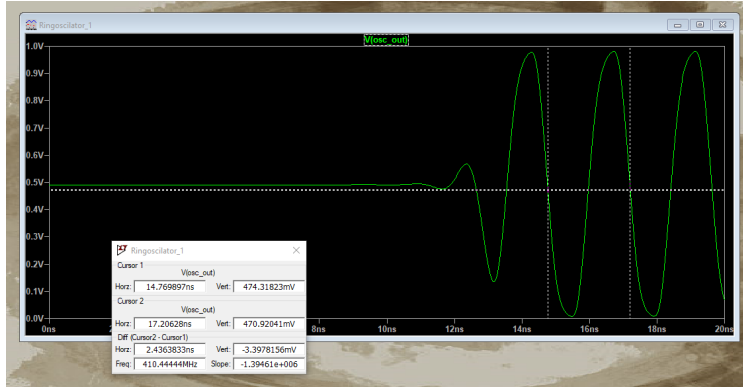 Ringoscilator_1
V(osc_out)
1.0V
0.9V
0.8V
0.7V
0.6V
0.5V
0.4V
0.3V
0.2V
0.1V
0.0V
0ns
8ns
10ns
12ns
14ns
16ns
18ns
20ns
Ringoscilator_1
Cursor 1
V(osc_out)
Horz: 14.769897ns Vert: 474.31823mV
Cursor 2
V(osc_out)
Horz: 17.20628ns Vert: 470.92041mV
Diff (Cursor2 - Cursor1)
Horz: 2.4363833ns Vert: -3.3978156mV
Freq: 410.44444MHz Slope: -1.39461e+006